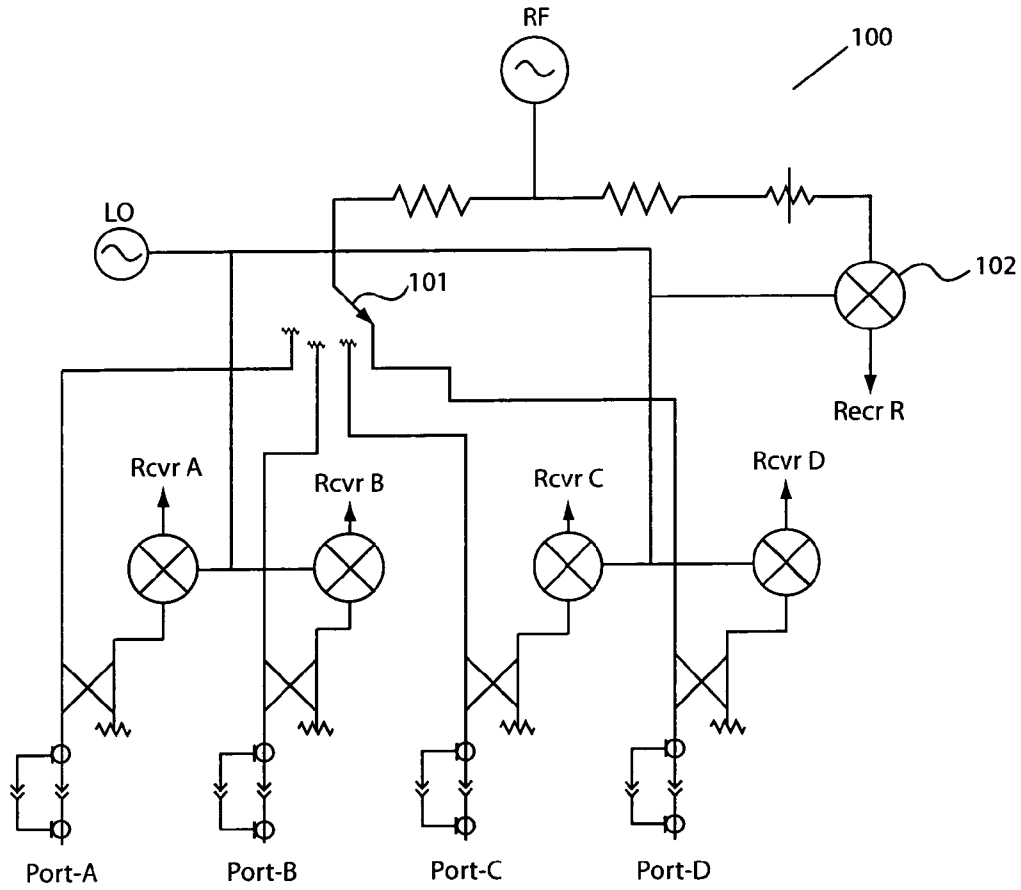 RF
100
LO
101
102
Recr R
Rcvr A
Rcvr B
Rcvr C
Rcvr D
Port-A
Port-B
Port-C
Port-D